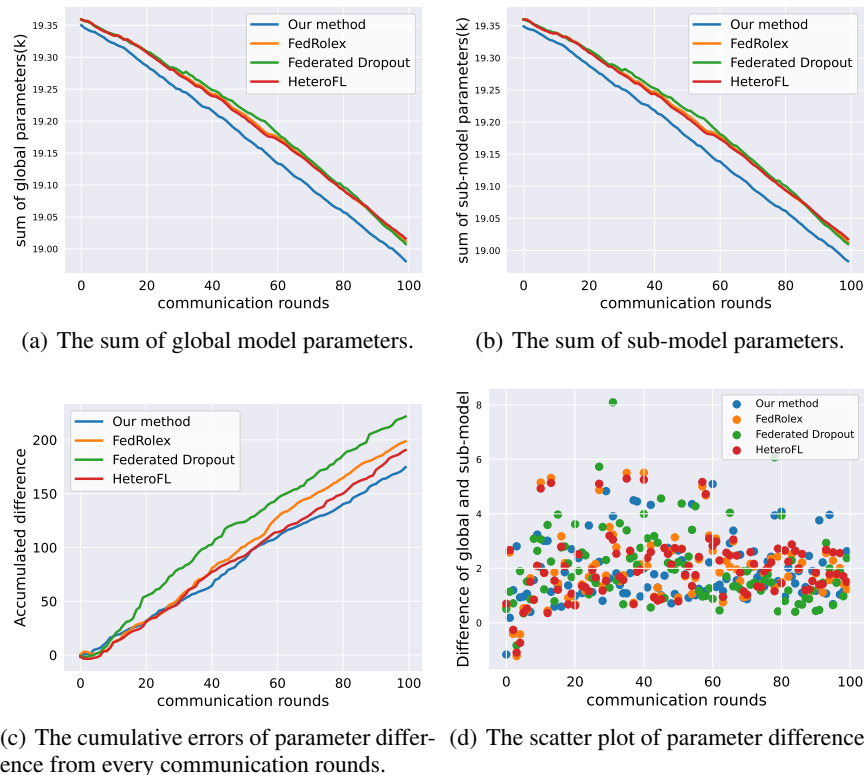 sum of global parameters(k)
19.35
19.30
19.25
19.20
19.15
19.10
19.05
19.00
Our method
FedRolex
Federated Dropout
HeteroFL
0 20 40 60 80 100
communication rounds
(a) The sum of global model parameters.
sum of sub-model parameters(k)
19.35
19.30
19.25
19.20
19.15
19.10
19.05
19.00
Our method
FedRolex
Federated Dropout
HeteroFL
0 20 40 60 80 100
communication rounds
(b) The sum of sub-model parameters.
Accumulated difference
200
150
100
50
0
Our method
FedRolex
Federated Dropout
HeteroFL
0 20 40 60 80 100
communication rounds
(c) The cumulative errors of parameter differ-
ence from every communication rounds.
Difference of global and sub-model
8
6
4
2
0
Our method
FedRolex
Federated Dropout
HeteroFL
0 20 40 60 80 100
communication rounds
(d) The scatter plot of parameter difference